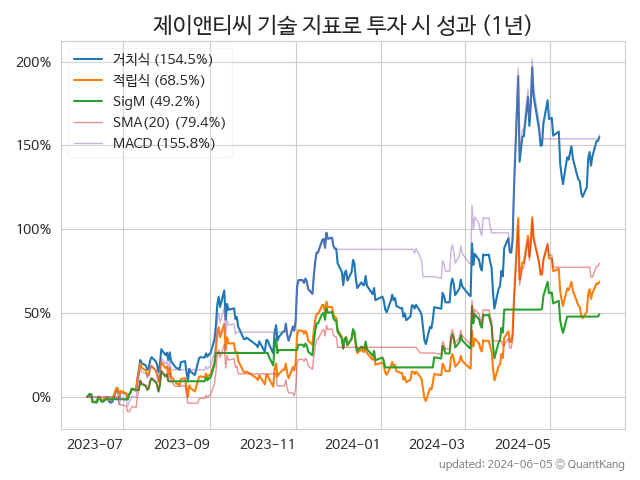 제이앤티씨 기술 지표로 투자 시 성과 (1년)
거치식 (154.5%)
적립식 (68.5%)
SigM (49.2%)
SMA(20) (79.4%)
MACD (155.8%)
200%
150%
100%
50%
0%
2023-07 2023-09 2023-11 2024-01 2024-03 2024-05
updated: 2024-06-05 ⓒ QuantKang